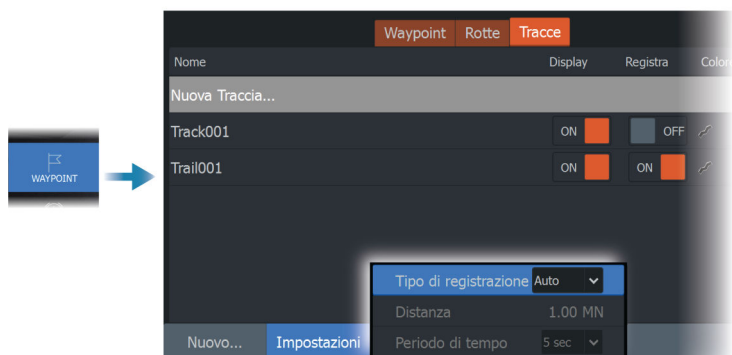 Waypoint Rotte Tracce
Nome Display Registra
Nuova Traccia...
Track001 ON OFF
Trail001 ON ON
WAYPOINT
Tipo di registrazione Auto
Distanza 1.00 MN
Nuovo... Impostazioni Periodo di tempo 5 sec